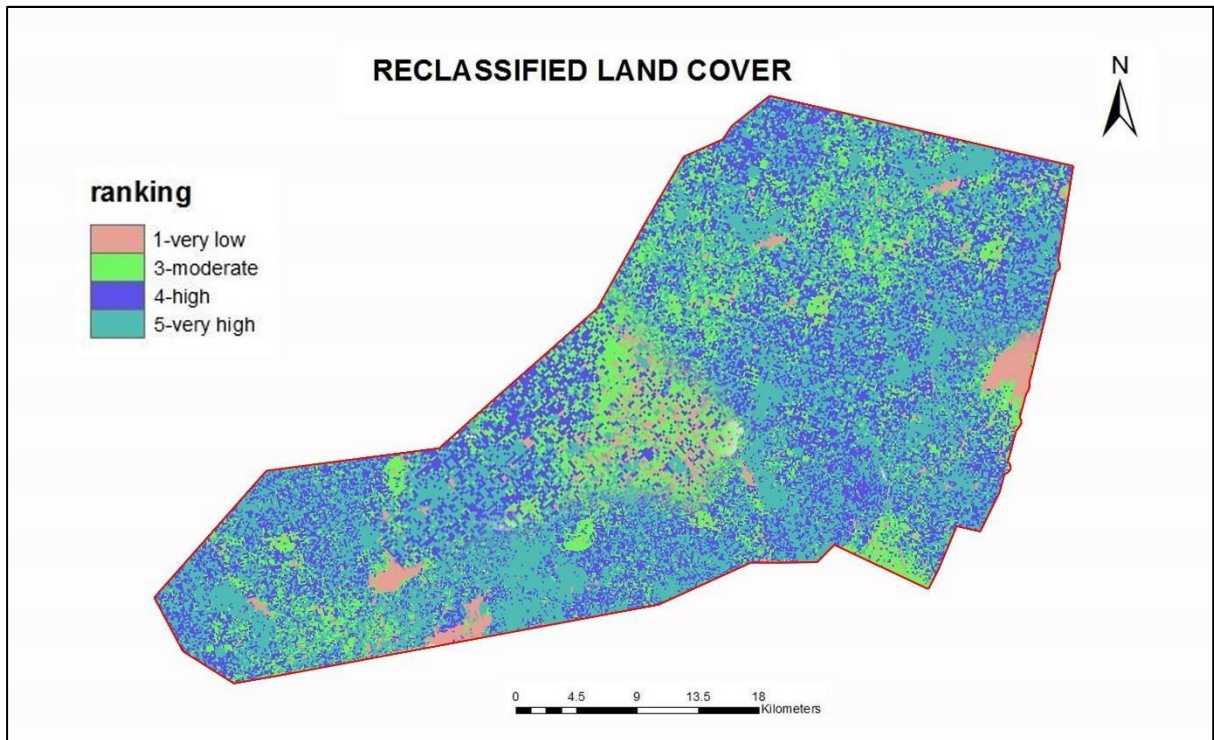 RECLASSIFIED LAND COVER
N
ranking
1-very low
3-moderate
4-high
5-very high
0 4.5 9 13.5 18
Kilometers